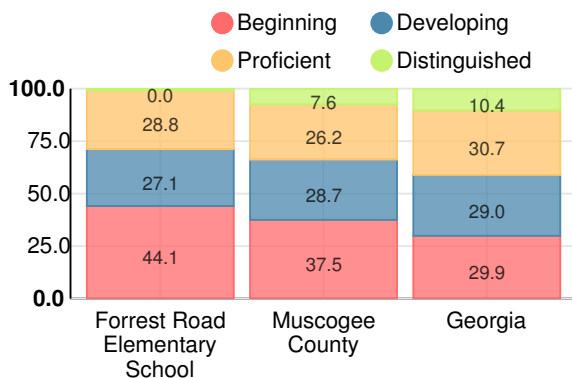 Beginning
Developing
Proficient
Distinguished
100.0
75.0
50.0
25.0
0.0
0.0
28.8
27.1
44.1
7.6
26.2
28.7
37.5
10.4
30.7
29.0
29.9
Forrest Road
Elementary
School
Muscogee
County
Georgia